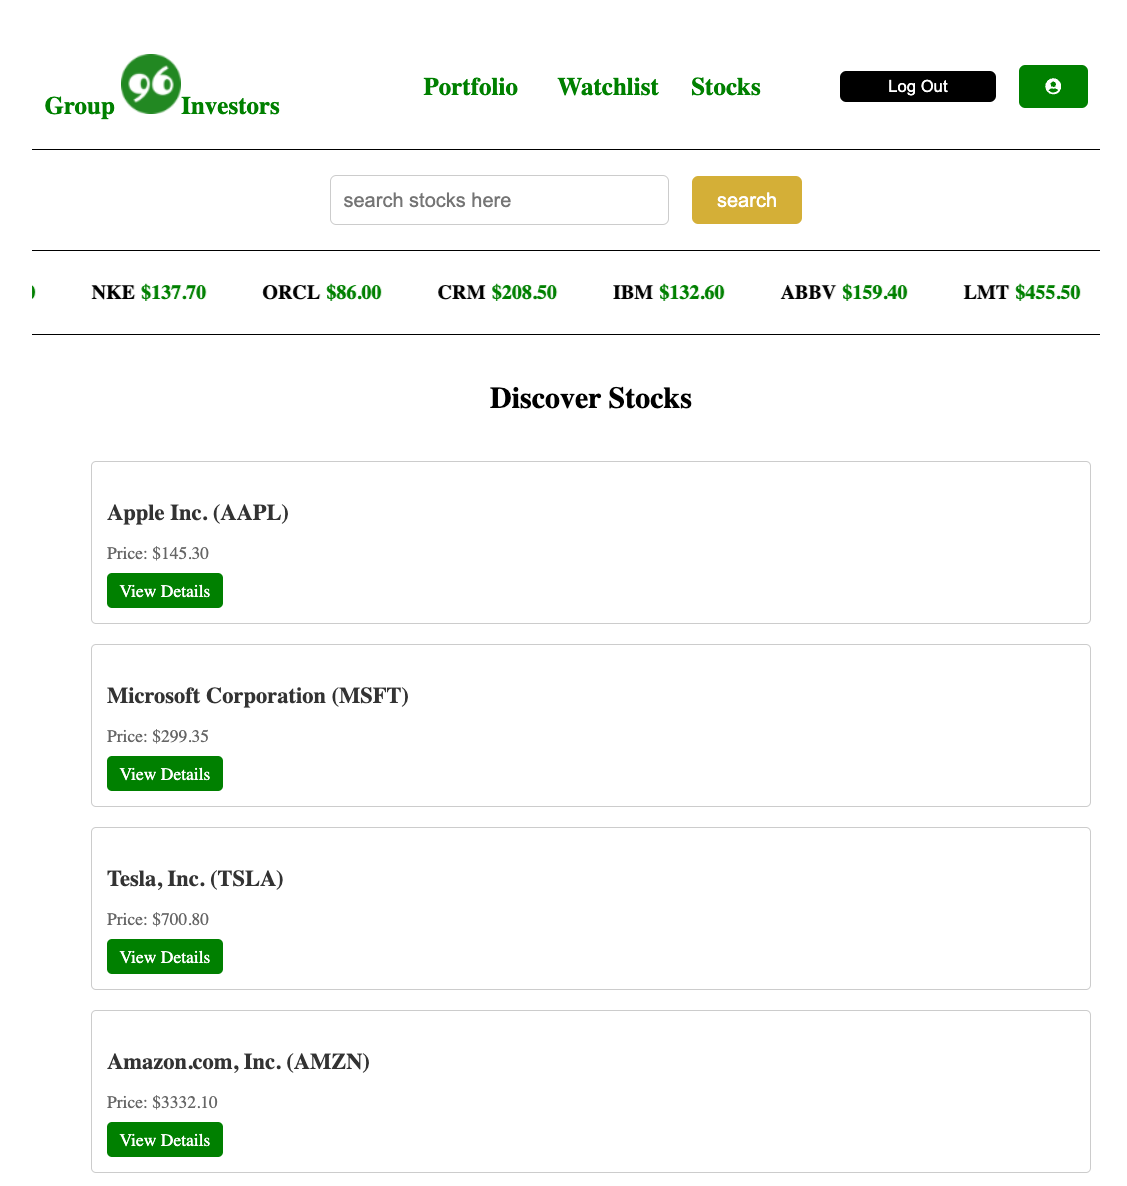 Group 96 Investors Portfolio Watchlist Stocks Log Out
search stocks here search
NKE $137.70 ORCL $86.00 CRM $208.50 IBM $132.60 ABBV $159.40 LMT $455.50
Discover Stocks
Apple Inc. (AAPL)
Price: $145.30
View Details
Microsoft Corporation (MSFT)
Price: $299.35
View Details
Tesla, Inc. (TSLA)
Price: $700.80
View Details
Amazon.com, Inc. (AMZN)
Price: $3332.10
View Details